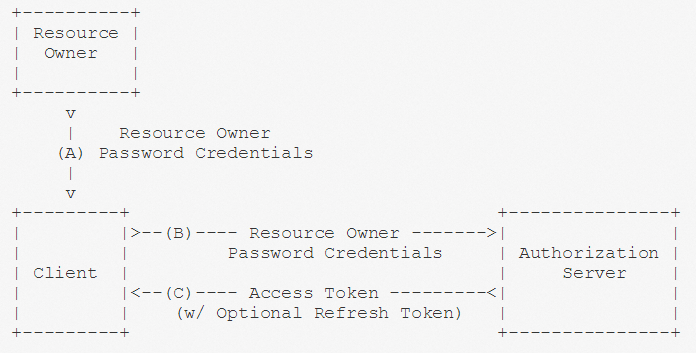 +----------+
| Resource |
|  Owner   |
|          |
+----------+
     v
     |    Resource Owner
    (A) Password Credentials
     |
     v
+---------+                                  +---------------+
|         |>--(B)---- Resource Owner ------->|               |
|         |         Password Credentials     | Authorization |
| Client  |                                  |     Server    |
|         |<--(C)---- Access Token ---------<|               |
|         |    (w/ Optional Refresh Token)   |               |
+---------+                                  +---------------+